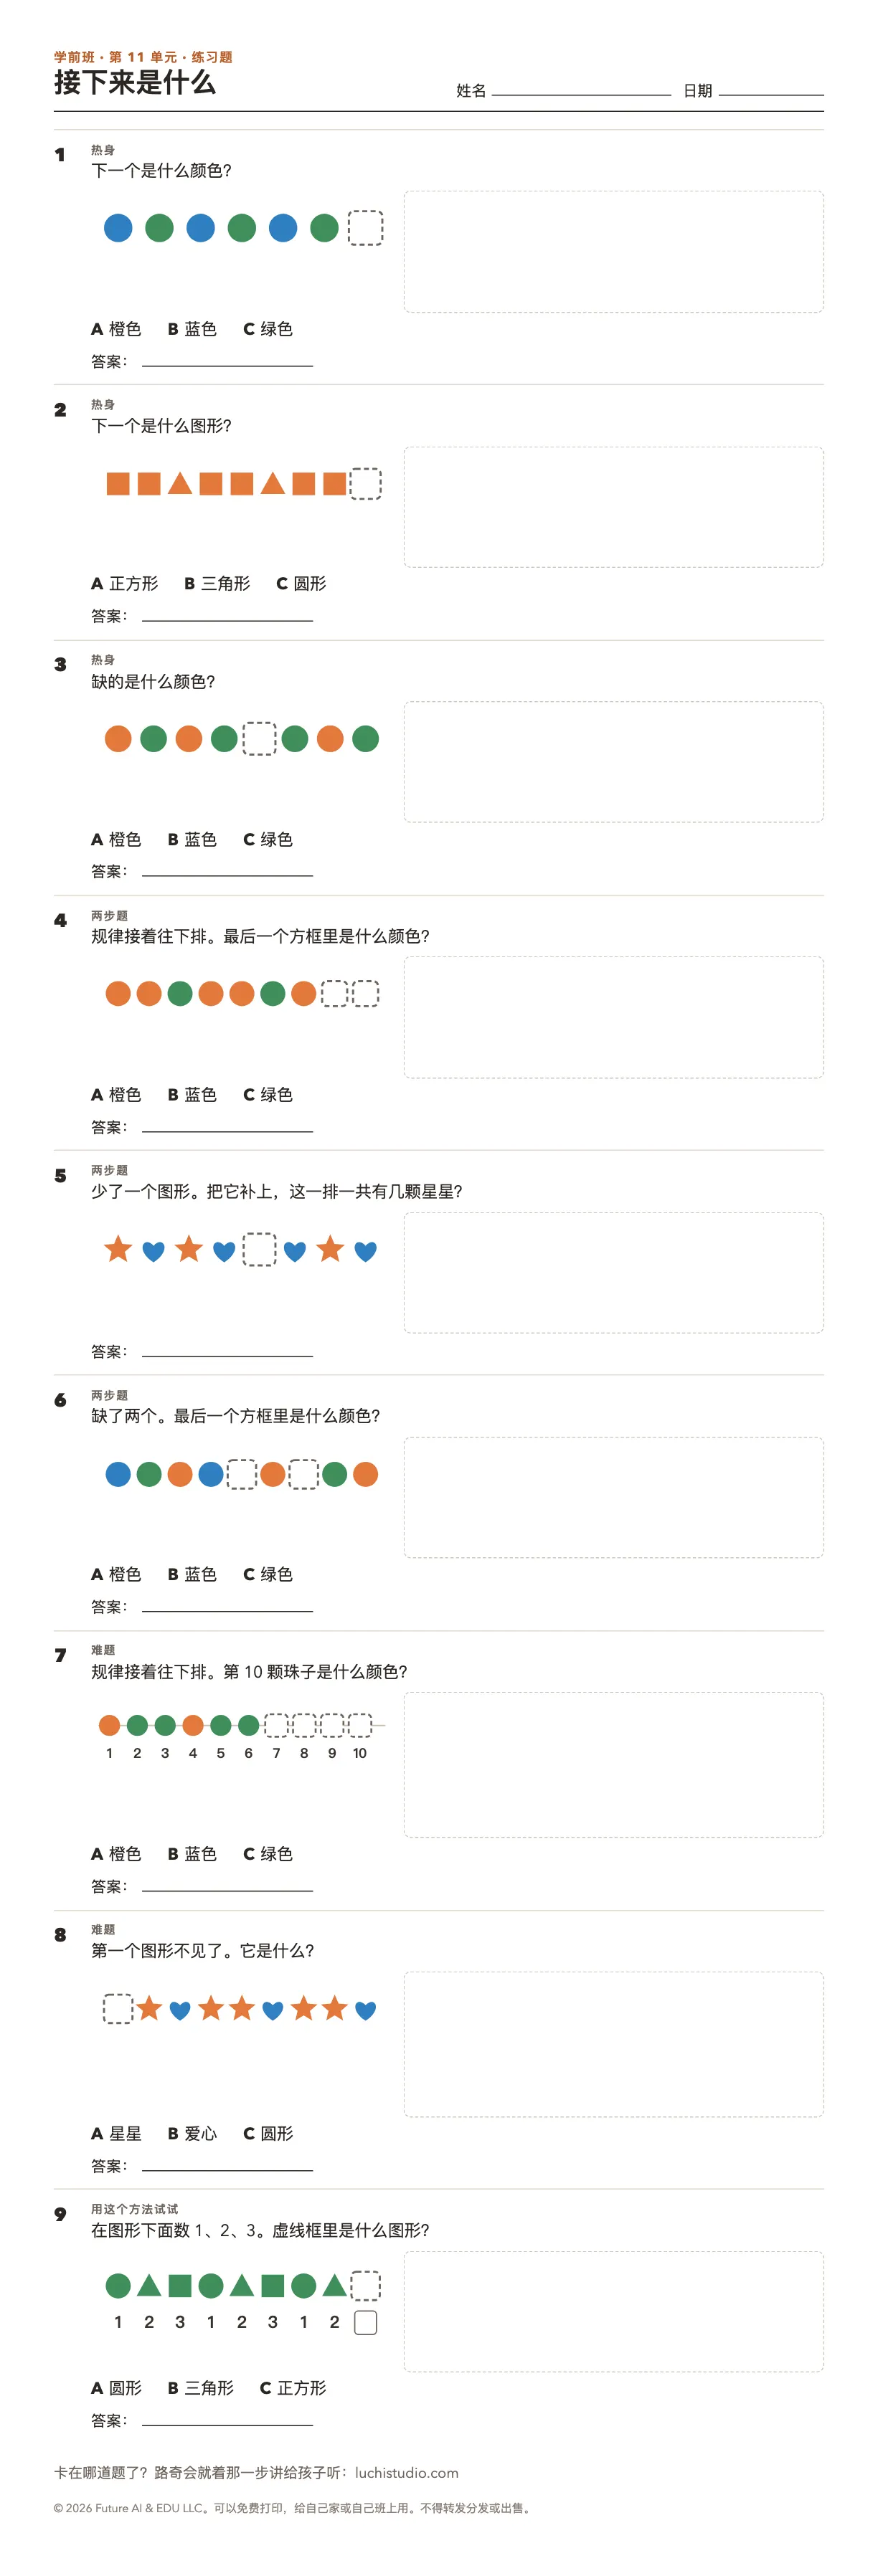 学前班 · 第 11 单元 · 练习题
接下来是什么
姓名 日期
1 热身
下一个是什么颜色？
A 橙色 B 蓝色 C 绿色
答案：
2 热身
下一个是什么图形？
A 正方形 B 三角形 C 圆形
答案：
3 热身
缺的是什么颜色？
A 橙色 B 蓝色 C 绿色
答案：
4 两步题
规律接着往下排。最后一个方框里是什么颜色？
A 橙色 B 蓝色 C 绿色
答案：
5 两步题
少了一个图形。把它补上，这一排一共有几颗星星？
答案：
6 两步题
缺了两个。最后一个方框里是什么颜色？
A 橙色 B 蓝色 C 绿色
答案：
7 难题
规律接着往下排。第 10 颗珠子是什么颜色？
1 2 3 4 5 6 7 8 9 10
A 橙色 B 蓝色 C 绿色
答案：
8 难题
第一个图形不见了。它是什么？
A 星星 B 爱心 C 圆形
答案：
9 用这个方法试试
在图形下面数 1、2、3。虚线框里是什么图形？
1 2 3 1 2 3 1 2
A 圆形 B 三角形 C 正方形
答案：
卡在哪道题了？路奇会就着那一步讲给孩子听：luchistudio.com
© 2026 Future AI & EDU LLC。可以免费打印，给自己家或自己班上用。不得转发分发或出售。